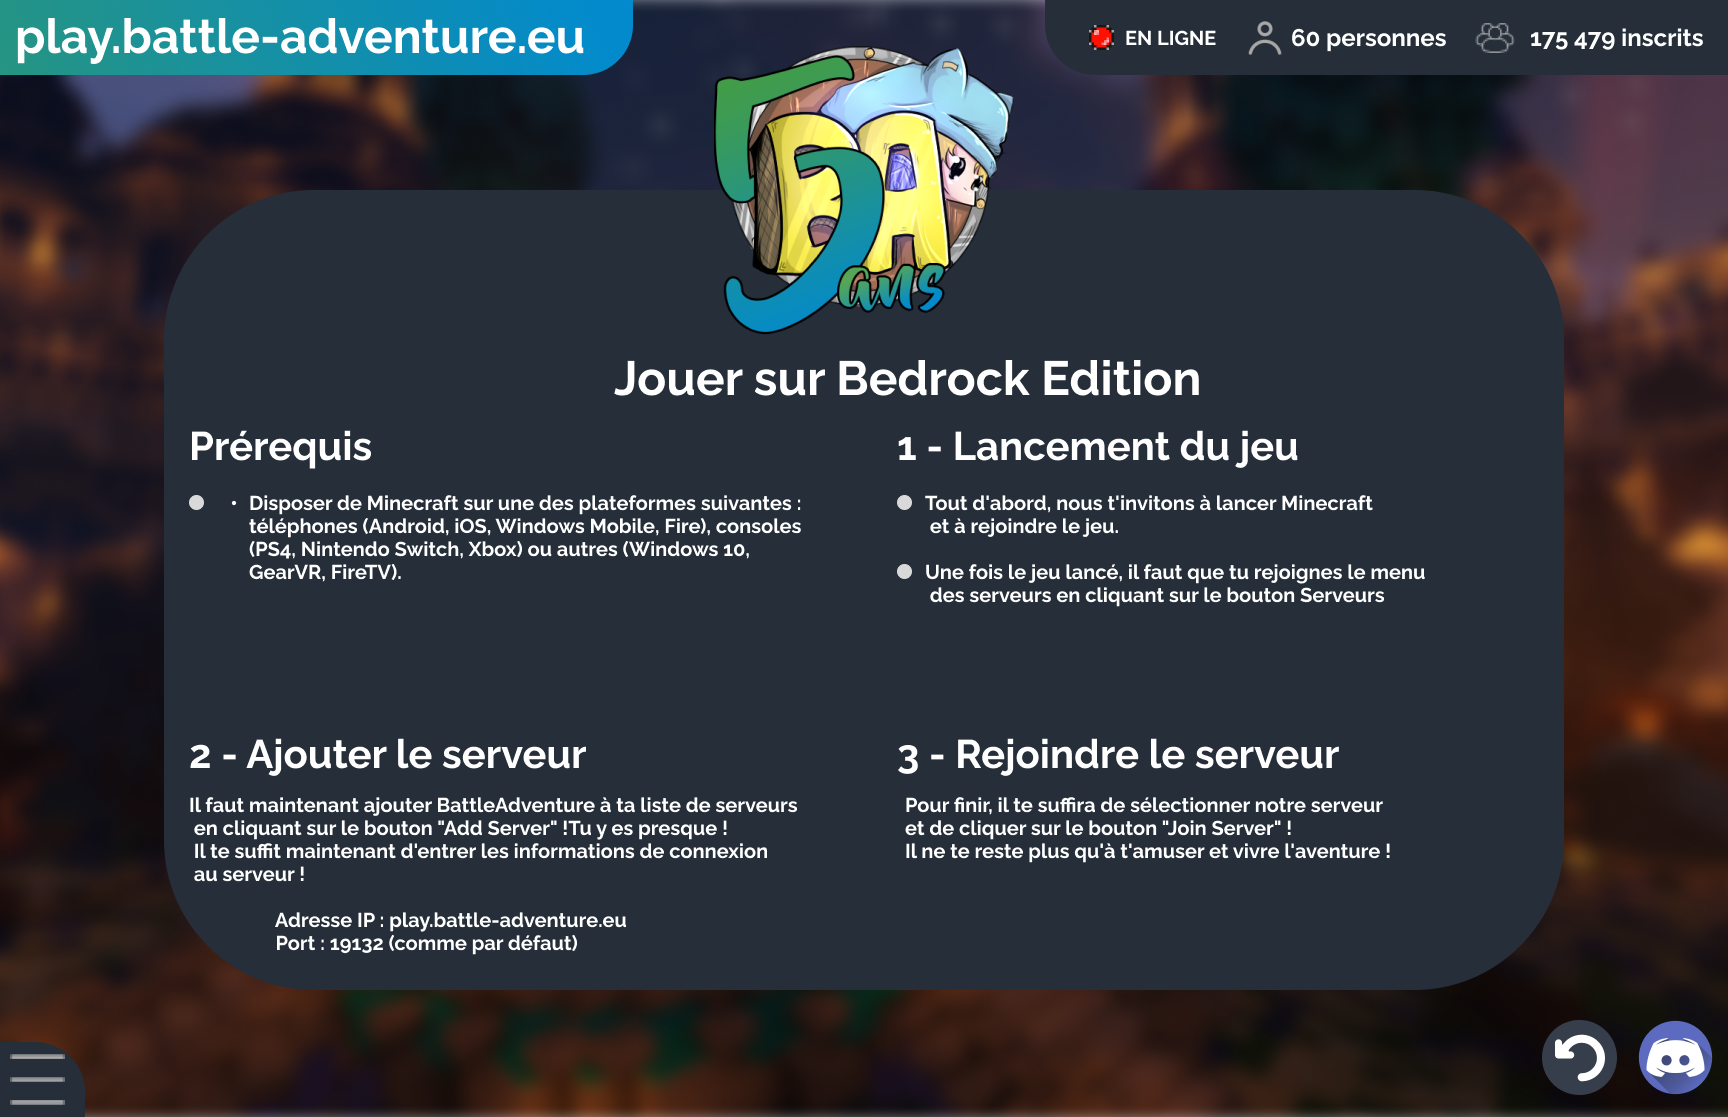 play.battle-adventure.eu
EN LIGNE
60 personnes
175 479 inscrits
5 BA
ans
Jouer sur Bedrock Edition
Prérequis
• Disposer de Minecraft sur une des plateformes suivantes :
téléphones (Android, iOS, Windows Mobile, Fire), consoles
(PS4, Nintendo Switch, Xbox) ou autres (Windows 10,
GearVR, FireTV).
1 - Lancement du jeu
Tout d'abord, nous t'invitons à lancer Minecraft
et à rejoindre le jeu.
Une fois le jeu lancé, il faut que tu rejoignes le menu
des serveurs en cliquant sur le bouton Serveurs
2 - Ajouter le serveur
Il faut maintenant ajouter BattleAdventure à ta liste de serveurs
en cliquant sur le bouton "Add Server" !Tu y es presque !
Il te suffit maintenant d'entrer les informations de connexion
au serveur !
Adresse IP : play.battle-adventure.eu
Port : 19132 (comme par défaut)
3 - Rejoindre le serveur
Pour finir, il te suffira de sélectionner notre serveur
et de cliquer sur le bouton "Join Server" !
Il ne te reste plus qu'à t'amuser et vivre l'aventure !